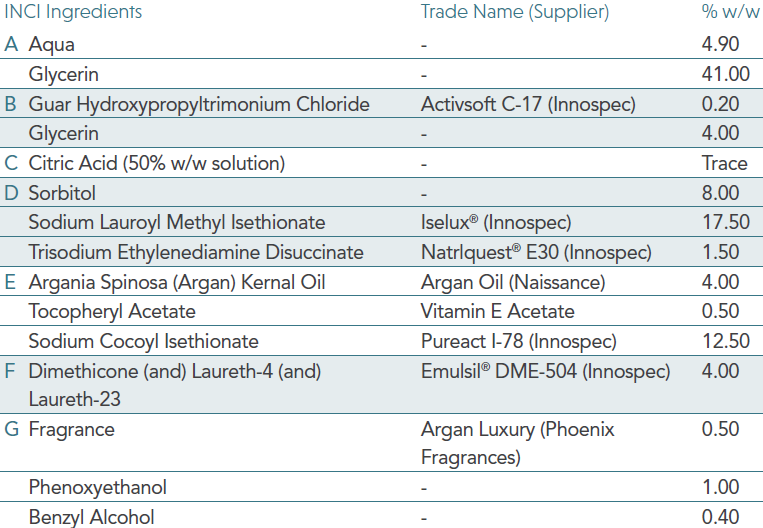 INCI Ingredients Trade Name (Supplier) % w/w
A Aqua - 4.90
Glycerin - 41.00
B Guar Hydroxypropyltrimonium Chloride Activsoft C-17 (Innospec) 0.20
Glycerin - 4.00
C Citric Acid (50% w/w solution) - Trace
D Sorbitol - 8.00
Sodium Lauroyl Methyl Isethionate Iselux® (Innospec) 17.50
Trisodium Ethylenediamine Disuccinate Natrlquest® E30 (Innospec) 1.50
E Argania Spinosa (Argan) Kernal Oil Argan Oil (Naissance) 4.00
Tocopheryl Acetate Vitamin E Acetate 0.50
Sodium Cocoyl Isethionate Pureact I-78 (Innospec) 12.50
F Dimethicone (and) Laureth-4 (and) Emulsil® DME-504 (Innospec) 4.00
Laureth-23
G Fragrance Argan Luxury (Phoenix 0.50
Fragrances)
Phenoxyethanol - 1.00
Benzyl Alcohol - 0.40